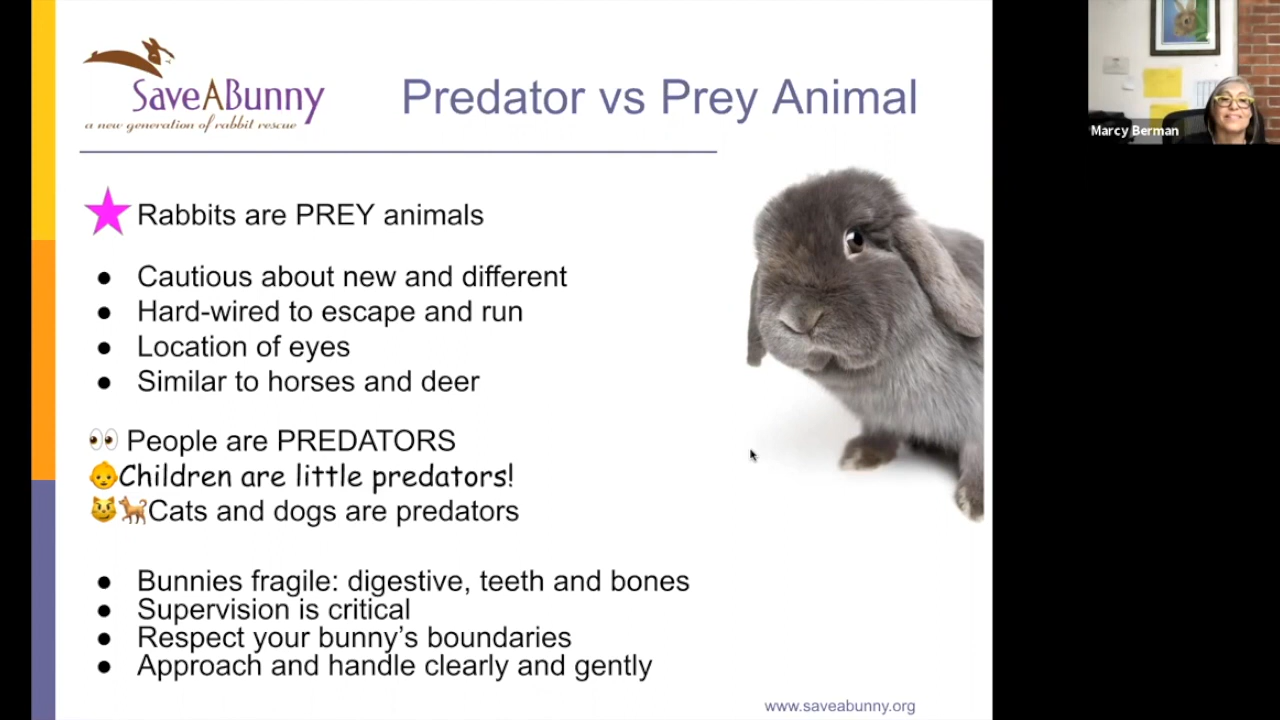 SaveABunny
a new generation of rabbit rescue
Predator vs Prey Animal
Rabbits are PREY animals
● Cautious about new and different
● Hard-wired to escape and run
● Location of eyes
● Similar to horses and deer
👀 People are PREDATORS
👶Children are little predators!
😼🐕Cats and dogs are predators
● Bunnies fragile: digestive, teeth and bones
● Supervision is critical
● Respect your bunny's boundaries
● Approach and handle clearly and gently
www.saveabunny.org
Marcy Berman